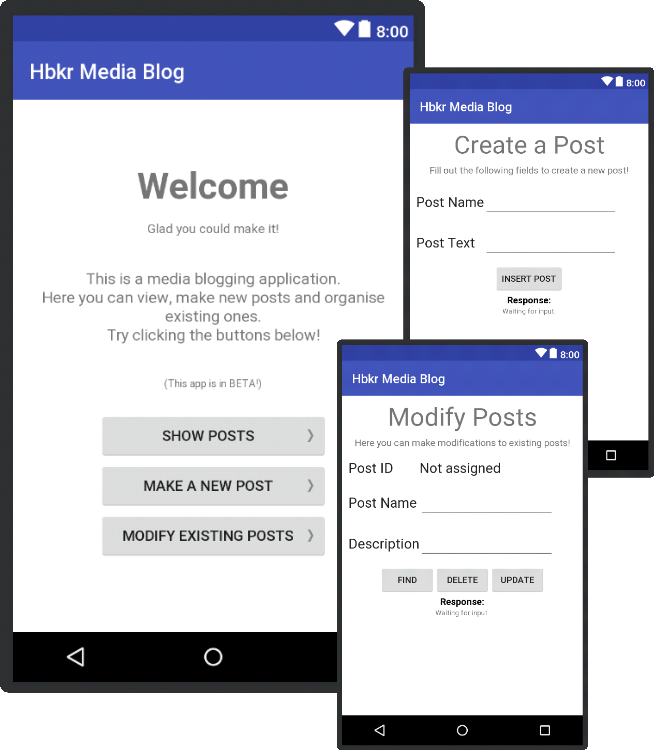 8:00
Hbkr Media Blog
Welcome
Glad you could make it!
This is a media blogging application.
Here you can view, make new posts and organise
existing ones.
Try clicking the buttons below!
(This app is in BETA!)
SHOW POSTS
MAKE A NEW POST
MODIFY EXISTING POSTS
8:00
Hbkr Media Blog
Create a Post
Fill out the following fields to create a new post!
Post Name
Post Text
INSERT POST
Response:
Waiting for input
8:00
Hbkr Media Blog
Modify Posts
Here you can make modifications to existing posts!
Post ID Not assigned
Post Name
Description
FIND DELETE UPDATE
Response:
Waiting for input